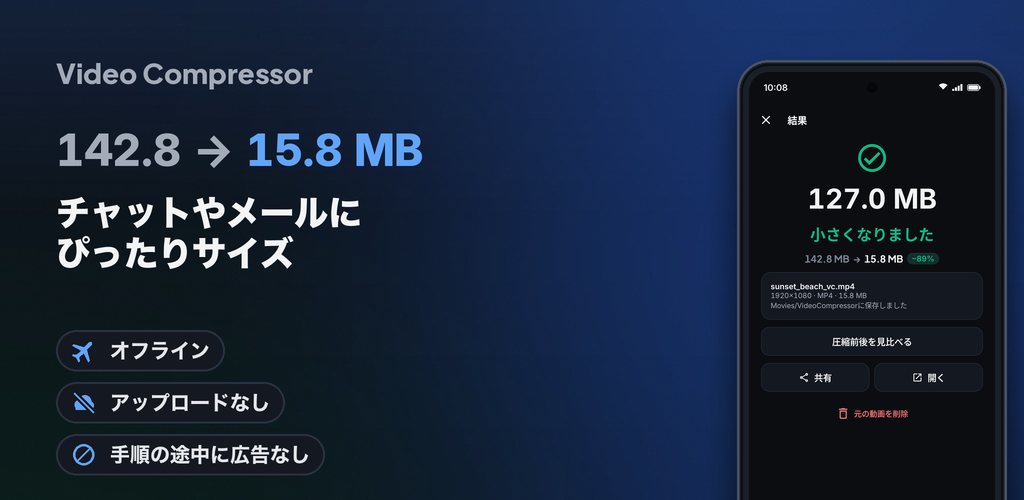 Video Compressor
142.8 → 15.8 MB
チャットやメールに
ぴったりサイズ
オフライン
アップロードなし
手順の途中に広告なし
10:08
結果
127.0 MB
小さくなりました
142.8 MB → 15.8 MB −89%
sunset_beach_vc.mp4
1920×1080 · MP4 · 15.8 MB
Movies/VideoCompressorに保存しました
圧縮前後を見比べる
共有
開く
元の動画を削除